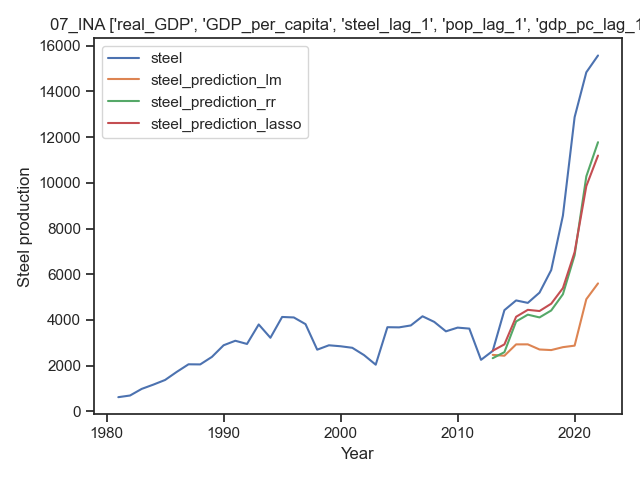 07_INA ['real_GDP', 'GDP_per_capita', 'steel_lag_1', 'pop_lag_1', 'gdp_pc_lag_1
steel
steel_prediction_lm
steel_prediction_rr
steel_prediction_lasso
Steel production
16000
14000
12000
10000
8000
6000
4000
2000
0
1980
1990
2000
2010
2020
Year